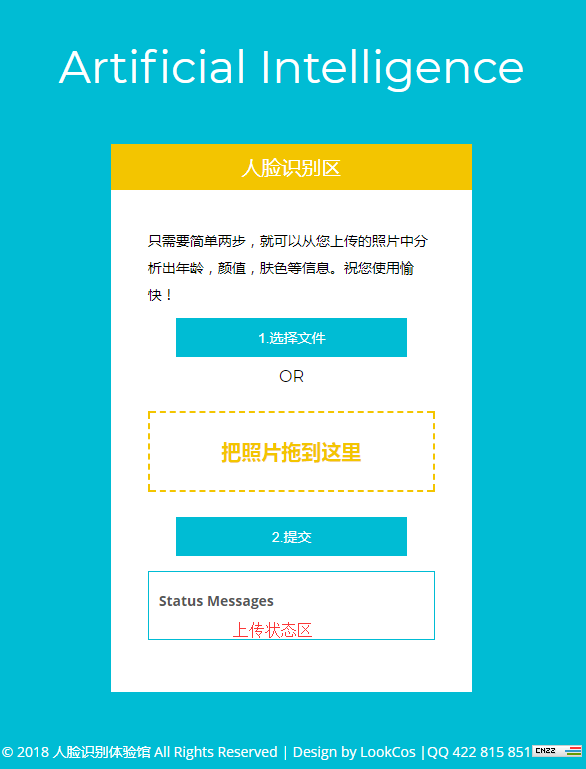 Artificial Intelligence
人脸识别区
只需要简单两步，就可以从您上传的照片中分
析出年龄，颜值，肤色等信息。祝您使用愉
快！
1.选择文件
OR
把照片拖到这里
2.提交
Status Messages
上传状态区
© 2018 人脸识别体验馆 All Rights Reserved | Design by LookCos |QQ 422 815 851 CNZZ